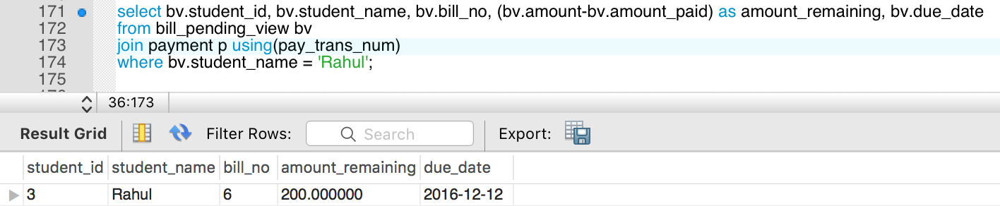 171 select bv.student_id, bv.student_name, bv.bill_no, (bv.amount-bv.amount_paid) as amount_remaining, bv.due_date
172 from bill_pending_view bv
173 join payment p using(pay_trans_num)
174 where bv.student_name = 'Rahul';
175
36:173
Result Grid Filter Rows: Search Export:
student_id student_name bill_no amount_remaining due_date
3 Rahul 6 200.000000 2016-12-12